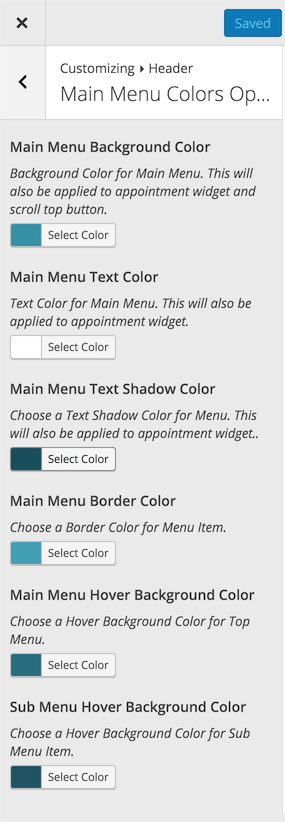 Saved
Customizing ▸ Header
Main Menu Colors Op...
Main Menu Background Color
Background Color for Main Menu. This will
also be applied to appointment widget and
scroll top button.
Select Color
Main Menu Text Color
Text Color for Main Menu. This will also be
applied to appointment widget.
Select Color
Main Menu Text Shadow Color
Choose a Text Shadow Color for Menu. This
will also be applied to appointment widget..
Select Color
Main Menu Border Color
Choose a Border Color for Menu Item.
Select Color
Main Menu Hover Background Color
Choose a Hover Background Color for Top
Menu.
Select Color
Sub Menu Hover Background Color
Choose a Hover Background Color for Sub
Menu Item.
Select Color